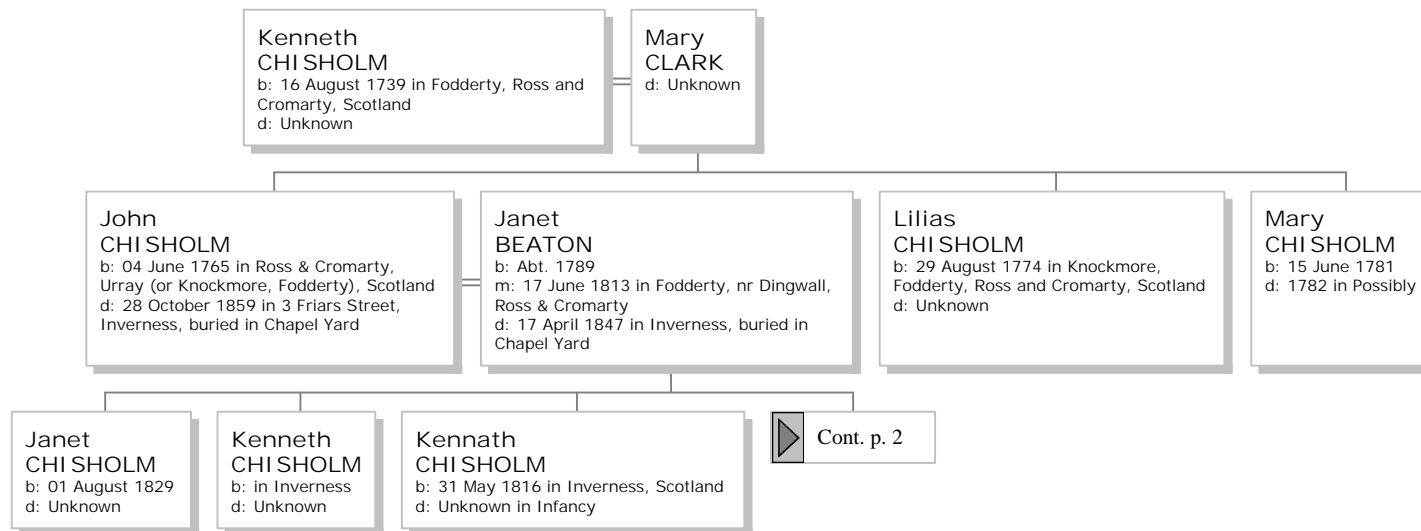 Kenneth
CHISHOLM
b: 16 August 1739 in Fodderty, Ross and
Cromarty, Scotland
d: Unknown
Mary
CLARK
d: Unknown
John
CHISHOLM
b: 04 June 1765 in Ross & Cromarty,
Urray (or Knockmore, Fodderty), Scotland
d: 28 October 1859 in 3 Friars Street,
Inverness, buried in Chapel Yard
Janet
BEATON
b: Abt. 1789
m: 17 June 1813 in Fodderty, nr Dingwall,
Ross & Cromarty
d: 17 April 1847 in Inverness, buried in
Chapel Yard
Lilias
CHISHOLM
b: 29 August 1774 in Knockmore,
Fodderty, Ross and Cromarty, Scotland
d: Unknown
Mary
CHISHOLM
b: 15 June 1781
d: 1782 in Possibly
Janet
CHISHOLM
b: 01 August 1829
d: Unknown
Kenneth
CHISHOLM
b: in Inverness
d: Unknown
Kennath
CHISHOLM
b: 31 May 1816 in Inverness, Scotland
d: Unknown in Infancy
Cont. p. 2